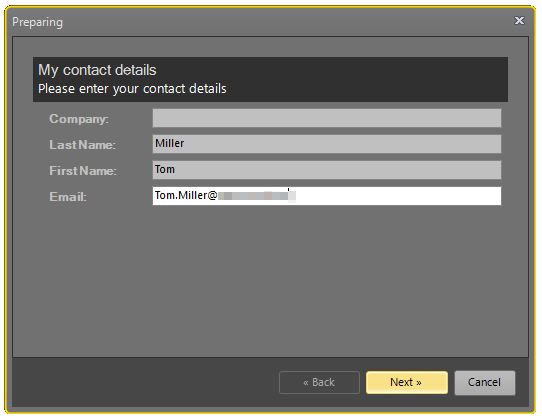 Preparing
My contact details
Please enter your contact details
Company:
Last Name: Miller
First Name: Tom
Email: Tom.Miller@
« Back Next » Cancel